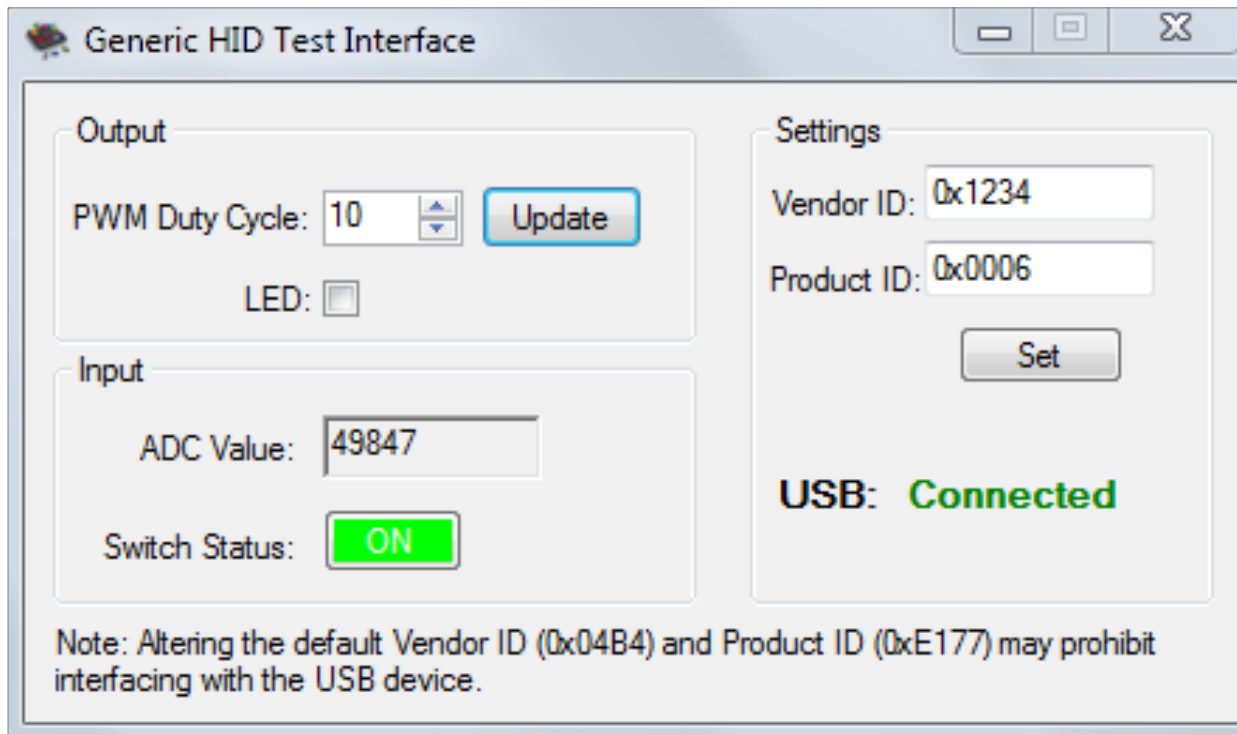 Generic HID Test Interface
Output
PWM Duty Cycle: 10 Update
LED:
Input
ADC Value: 49847
Switch Status: ON
Settings
Vendor ID: 0x1234
Product ID: 0x0006
Set
USB: Connected
Note: Altering the default Vendor ID (0x04B4) and Product ID (0xE177) may prohibit
interfacing with the USB device.